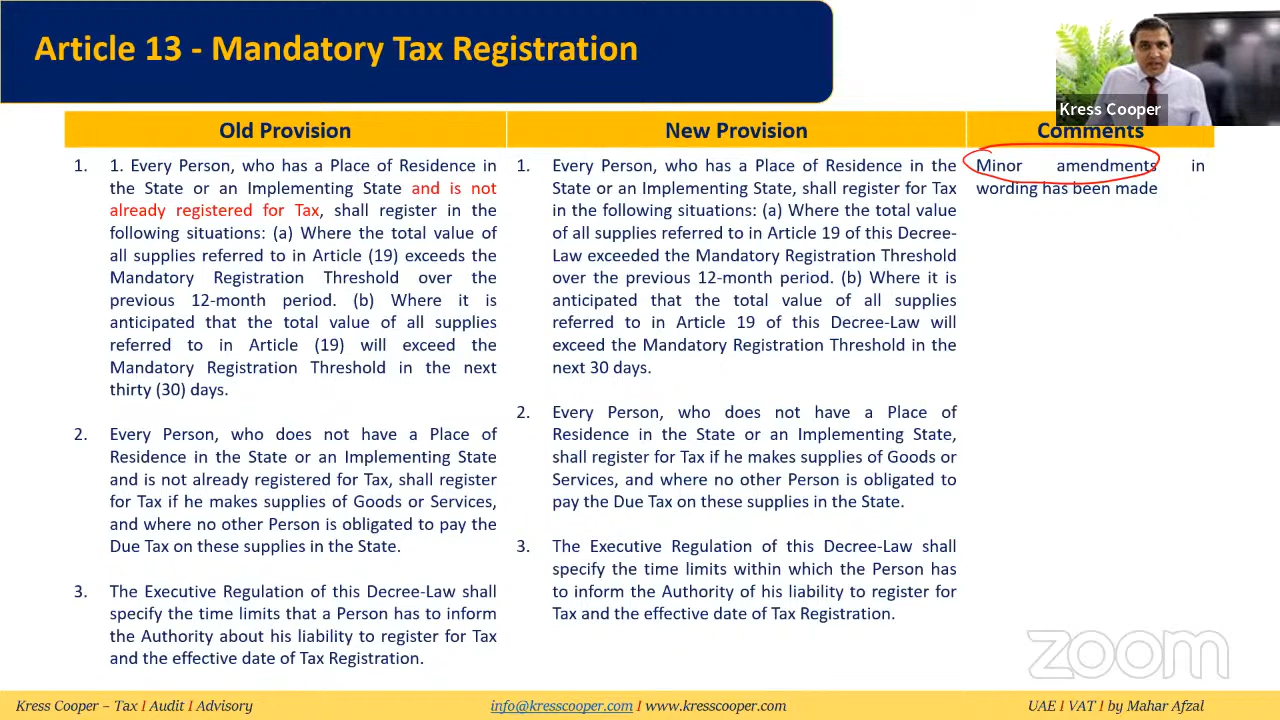 Article 13 - Mandatory Tax Registration
Kress Cooper
Old Provision
New Provision
Comments
1. 1. Every Person, who has a Place of Residence in
the State or an Implementing State and is not
already registered for Tax, shall register in the
following situations: (a) Where the total value of
all supplies referred to in Article (19) exceeds the
Mandatory Registration Threshold over the
previous 12-month period. (b) Where it is
anticipated that the total value of all supplies
referred to in Article (19) will exceed the
Mandatory Registration Threshold in the next
thirty (30) days.
2. Every Person, who does not have a Place of
Residence in the State or an Implementing State
and is not already registered for Tax, shall register
for Tax if he makes supplies of Goods or Services,
and where no other Person is obligated to pay the
Due Tax on these supplies in the State.
3. The Executive Regulation of this Decree-Law shall
specify the time limits that a Person has to inform
the Authority about his liability to register for Tax
and the effective date of Tax Registration.
1. Every Person, who has a Place of Residence in the
State or an Implementing State, shall register for Tax
in the following situations: (a) Where the total value
of all supplies referred to in Article 19 of this Decree-
Law exceeded the Mandatory Registration Threshold
over the previous 12-month period. (b) Where it is
anticipated that the total value of all supplies
referred to in Article 19 of this Decree-Law will
exceed the Mandatory Registration Threshold in the
next 30 days.
2. Every Person, who does not have a Place of
Residence in the State or an Implementing State,
shall register for Tax if he makes supplies of Goods or
Services, and where no other Person is obligated to
pay the Due Tax on these supplies in the State.
3. The Executive Regulation of this Decree-Law shall
specify the time limits within which the Person has
to inform the Authority of his liability to register for
Tax and the effective date of Tax Registration.
Minor amendments in
wording has been made
zoom
Kress Cooper – Tax I Audit I Advisory
info@kresscooper.com I www.kresscooper.com
UAE I VAT I by Mahar Afzal